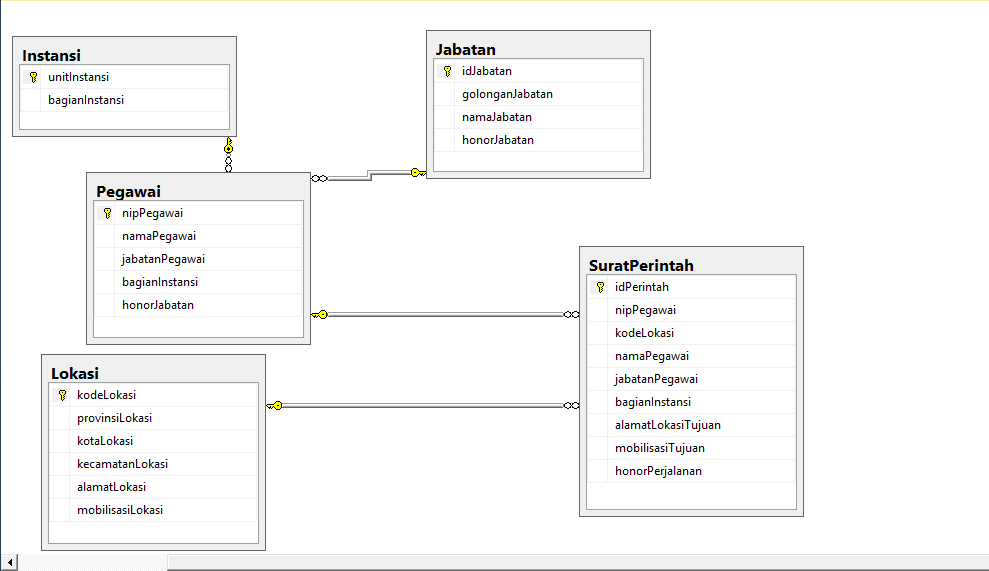 Instansi
unitInstansi
bagianInstansi
Jabatan
idJabatan
golonganJabatan
namaJabatan
honorJabatan
Pegawai
nipPegawai
namaPegawai
jabatanPegawai
bagianInstansi
honorJabatan
SuratPerintah
idPerintah
nipPegawai
kodeLokasi
namaPegawai
jabatanPegawai
bagianInstansi
alamatLokasiTujuan
mobilisasiTujuan
honorPerjalanan
Lokasi
kodeLokasi
provinsiLokasi
kotaLokasi
kecamatanLokasi
alamatLokasi
mobilisasiLokasi